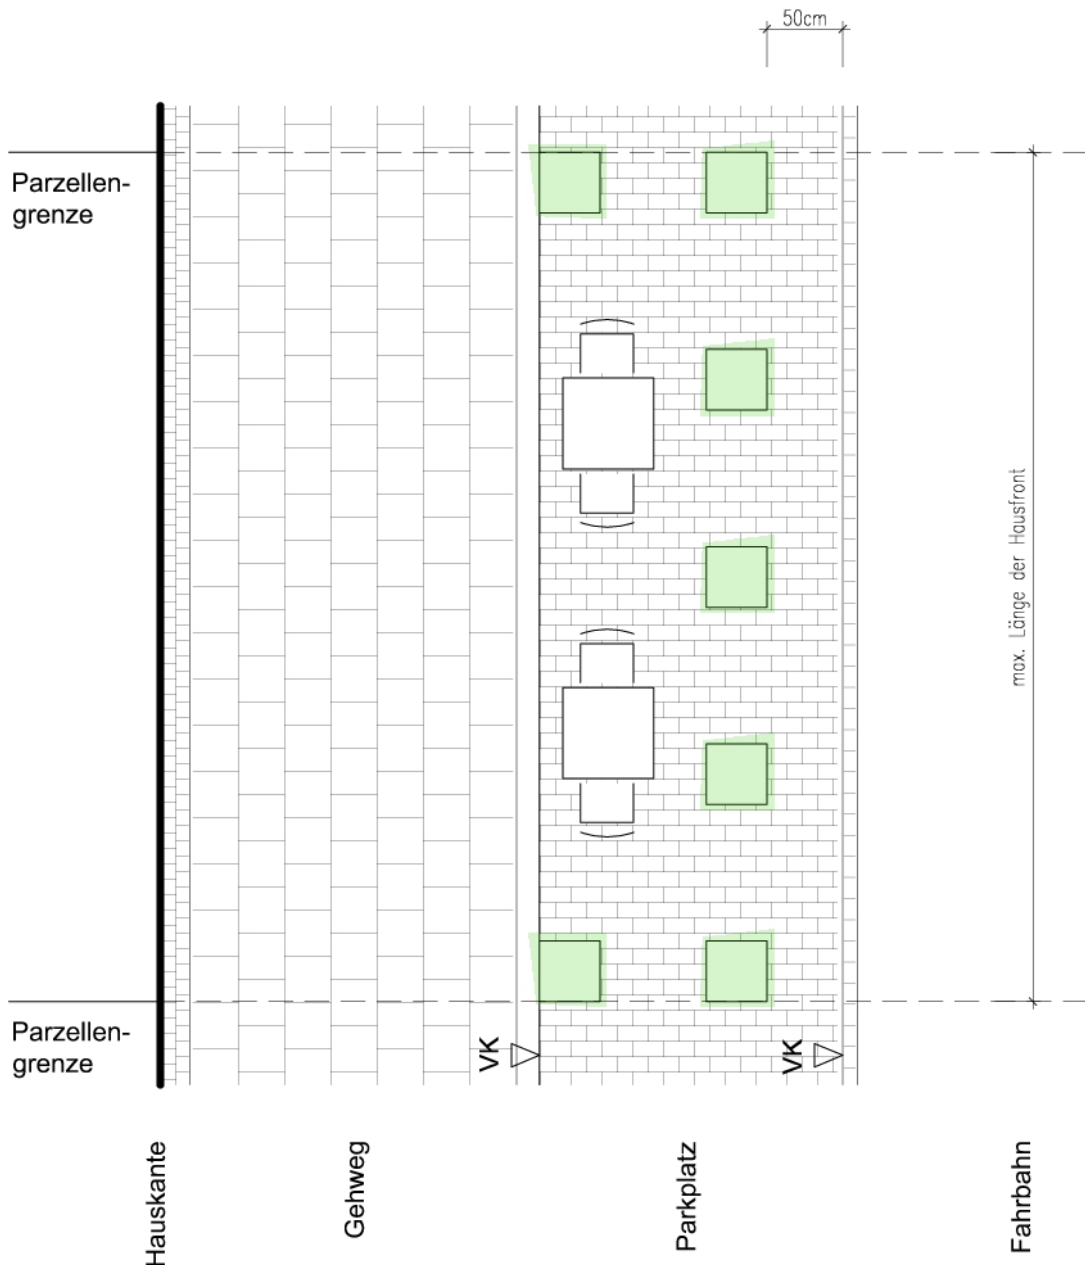 50cm
Parzellen-
grenze
max. Länge der Hausfront
Parzellen-
grenze
VK
VK
Hauskante
Gehweg
Parkplatz
Fahrbahn